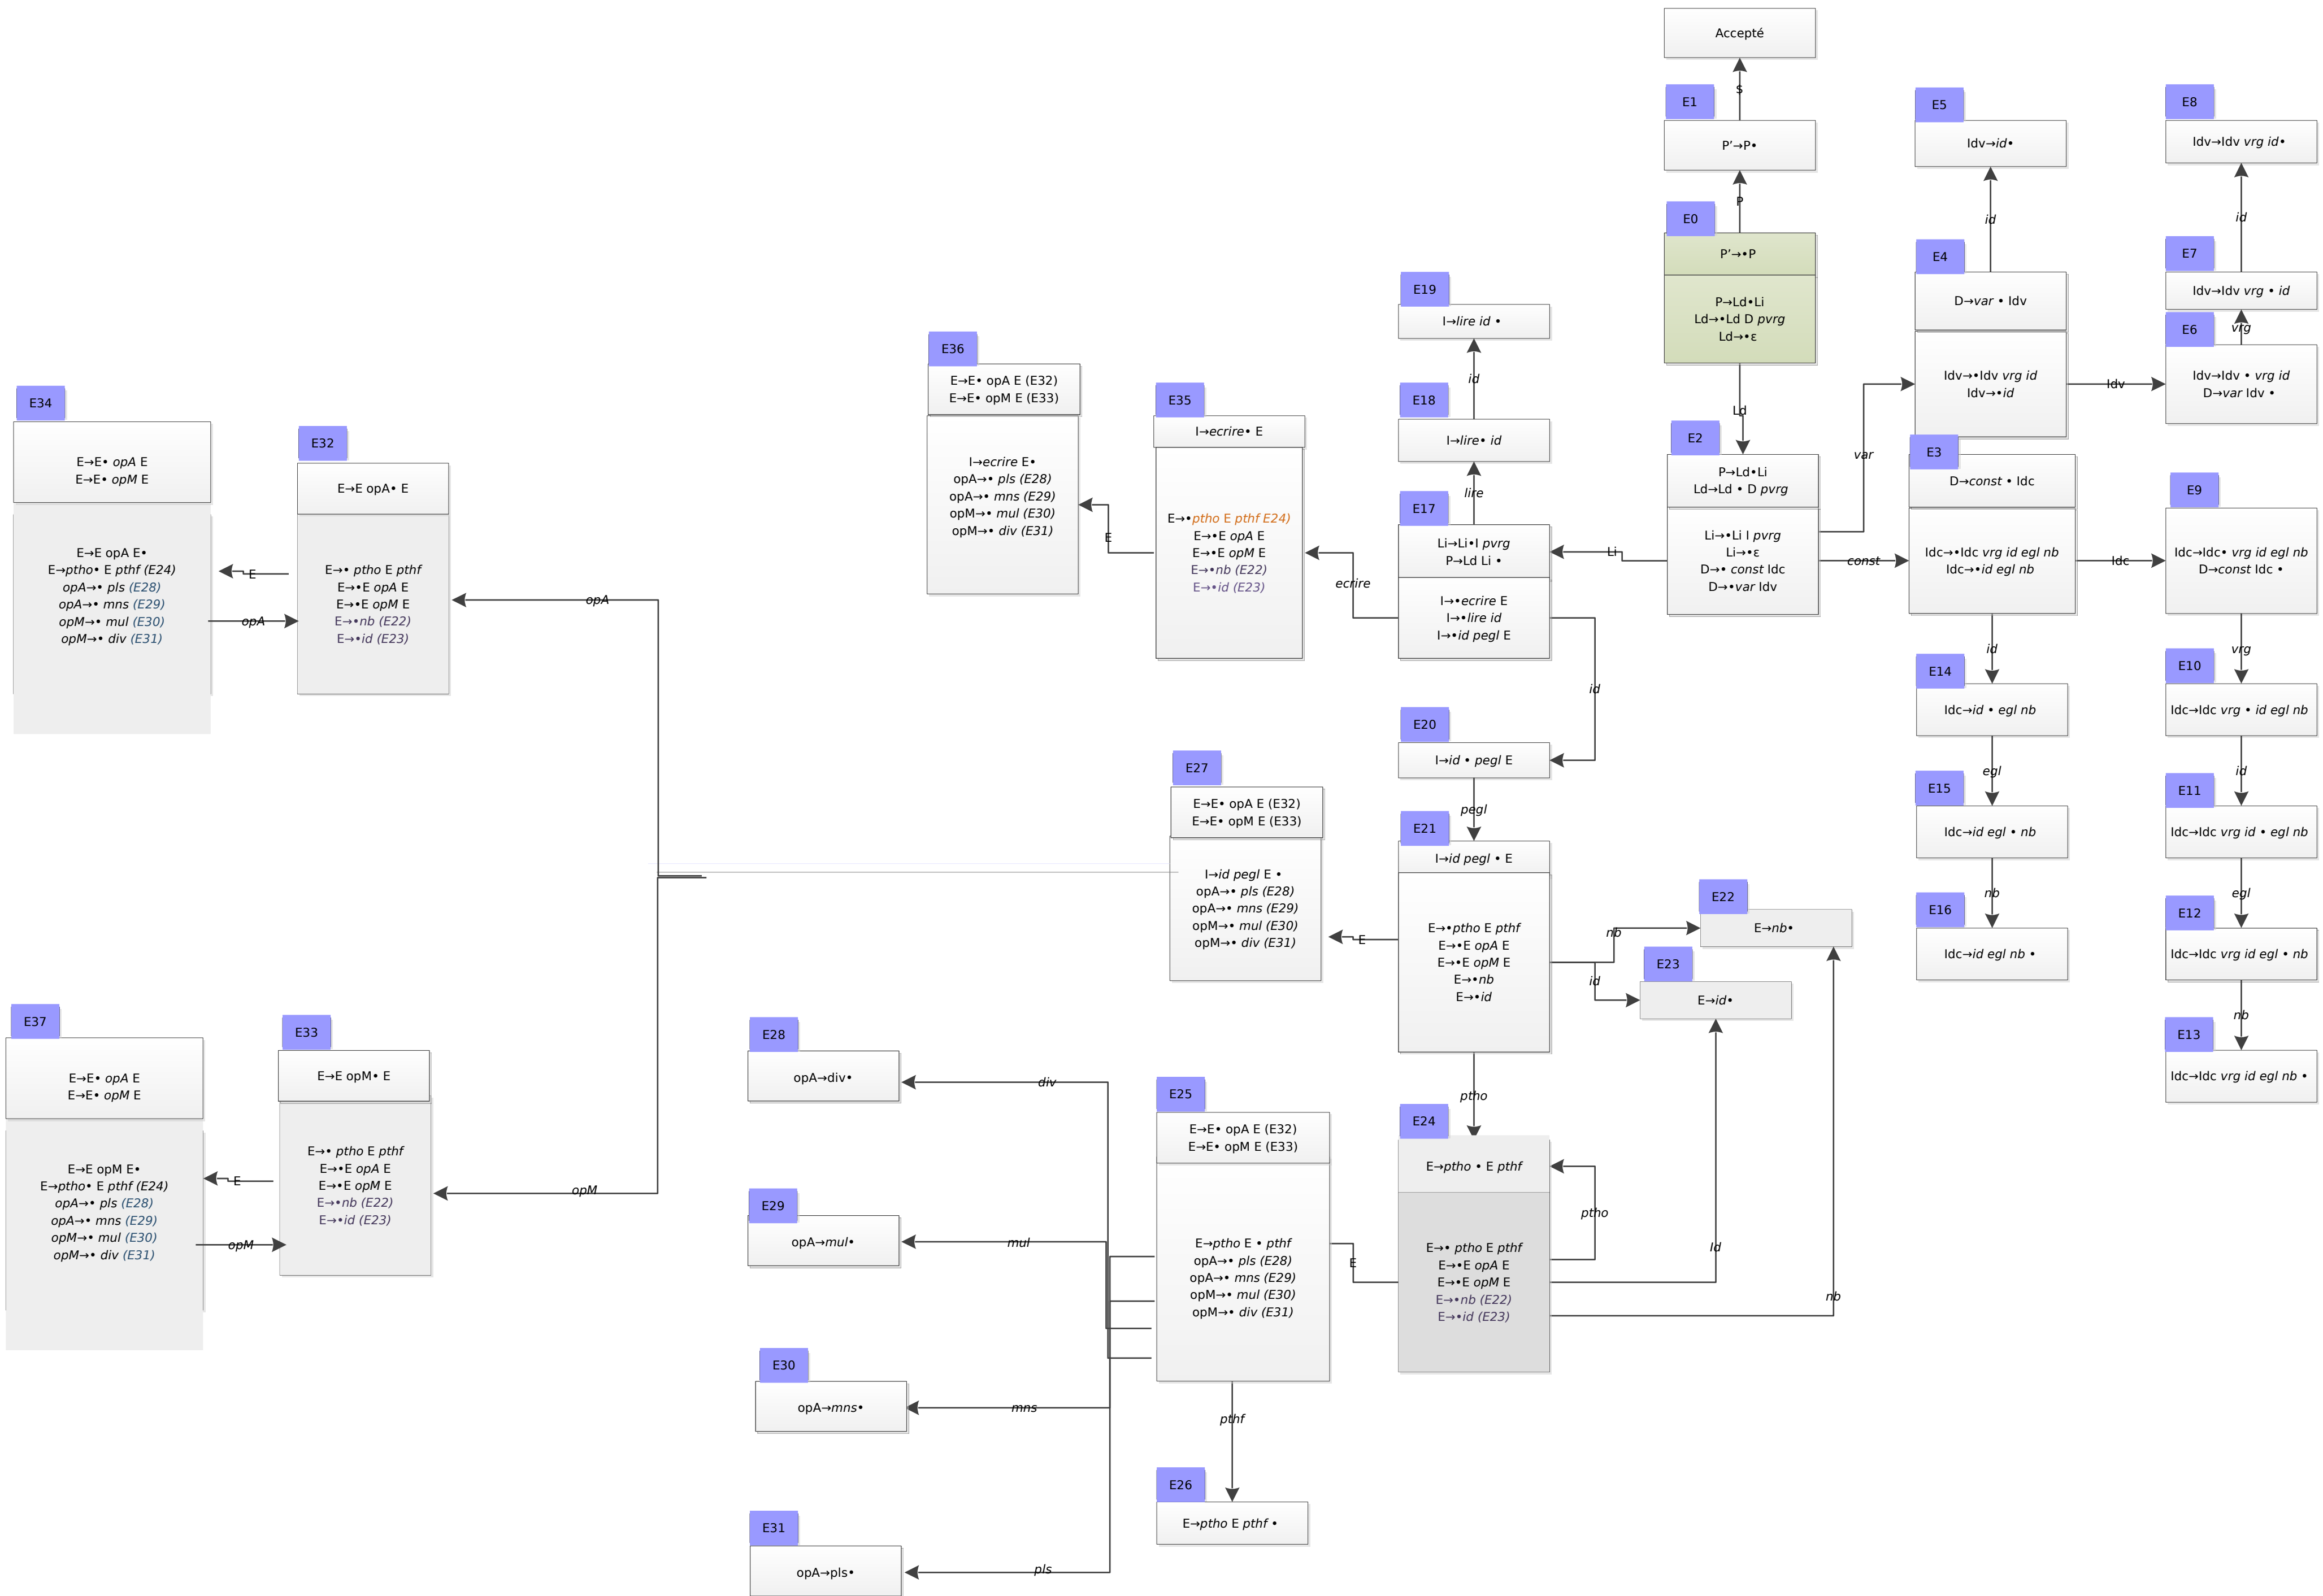 Accepté
$
E1
P’→P•
P
E0
P’→•P
P→Ld•Li
Ld→•Ld D pvrg
Ld→•ε
Ld
E2
P→Ld•Li
Ld→Ld • D pvrg
Li→•Li I pvrg
Li→•ε
D→• const Idc
D→•var Idv
var
const
Li
E5
Idv→id•
id
E4
D→var • Idv
Idv→•Idv vrg id
Idv→•id
Idv
E3
D→const • Idc
Idc→•Idc vrg id egl nb
Idc→•id egl nb
Idc
id
E14
Idc→id • egl nb
egl
E15
Idc→id egl • nb
nb
E16
Idc→id egl nb •
E8
Idv→Idv vrg id•
id
E7
Idv→Idv vrg • id
vrg
E6
Idv→Idv • vrg id
D→var Idv •
E9
Idc→Idc• vrg id egl nb
D→const Idc •
vrg
E10
Idc→Idc vrg • id egl nb
id
E11
Idc→Idc vrg id • egl nb
egl
E12
Idc→Idc vrg id egl • nb
nb
E13
Idc→Idc vrg id egl nb •
E19
I→lire id •
id
E18
I→lire• id
lire
E17
Li→Li•I pvrg
P→Ld Li •
I→•ecrire E
I→•lire id
I→•id pegl E
ecrire
id
E20
I→id • pegl E
pegl
E21
I→id pegl • E
E→•ptho E pthf
E→•E opA E
E→•E opM E
E→•nb
E→•id
E
nb
id
ptho
E22
E→nb•
E23
E→id•
E24
E→ptho • E pthf
E→• ptho E pthf
E→•E opA E
E→•E opM E
E→•nb (E22)
E→•id (E23)
ptho
Id
nb
E
E36
E→E• opA E (E32)
E→E• opM E (E33)
I→ecrire E•
opA→• pls (E28)
opA→• mns (E29)
opM→• mul (E30)
opM→• div (E31)
E
E35
I→ecrire• E
E→•ptho E pthf E24)
E→•E opA E
E→•E opM E
E→•nb (E22)
E→•id (E23)
E27
E→E• opA E (E32)
E→E• opM E (E33)
I→id pegl E •
opA→• pls (E28)
opA→• mns (E29)
opM→• mul (E30)
opM→• div (E31)
E25
E→E• opA E (E32)
E→E• opM E (E33)
E→ptho E • pthf
opA→• pls (E28)
opA→• mns (E29)
opM→• mul (E30)
opM→• div (E31)
pthf
E26
E→ptho E pthf •
E28
opA→div•
div
E29
opA→mul•
mul
E30
opA→mns•
mns
E31
opA→pls•
pls
E34
E→E• opA E
E→E• opM E
E→E opA E•
E→ptho• E pthf (E24)
opA→• pls (E28)
opA→• mns (E29)
opM→• mul (E30)
opM→• div (E31)
E
opA
E32
E→E opA• E
E→• ptho E pthf
E→•E opA E
E→•E opM E
E→•nb (E22)
E→•id (E23)
opA
E37
E→E• opA E
E→E• opM E
E→E opM E•
E→ptho• E pthf (E24)
opA→• pls (E28)
opA→• mns (E29)
opM→• mul (E30)
opM→• div (E31)
E
opM
E33
E→E opM• E
E→• ptho E pthf
E→•E opA E
E→•E opM E
E→•nb (E22)
E→•id (E23)
opM